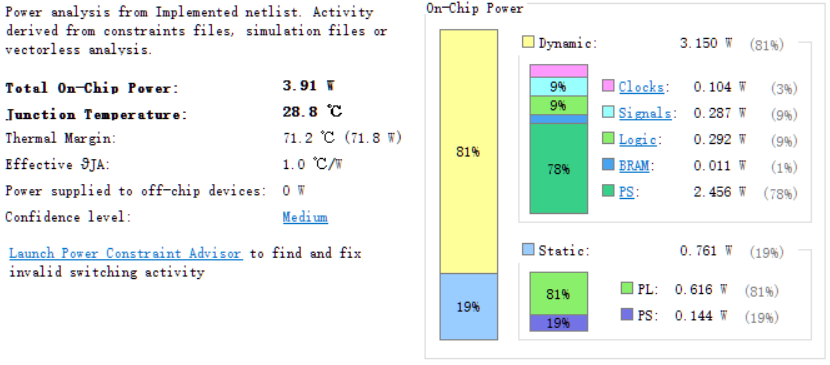 Power analysis from Implemented netlist. Activity
derived from constraints files, simulation files or
vectorless analysis.
Total On-Chip Power: 3.91 W
Junction Temperature: 28.8 ℃
Thermal Margin: 71.2 ℃ (71.8 W)
Effective ϑJA: 1.0 ℃/W
Power supplied to off-chip devices: 0 W
Confidence level: Medium
Launch Power Constraint Advisor to find and fix
invalid switching activity
On-Chip Power
81%
19%
Dynamic: 3.150 W (81%)
9%
9%
78%
Clocks: 0.104 W (3%)
Signals: 0.287 W (9%)
Logic: 0.292 W (9%)
BRAM: 0.011 W (1%)
PS: 2.456 W (78%)
Static: 0.761 W (19%)
81%
19%
PL: 0.616 W (81%)
PS: 0.144 W (19%)